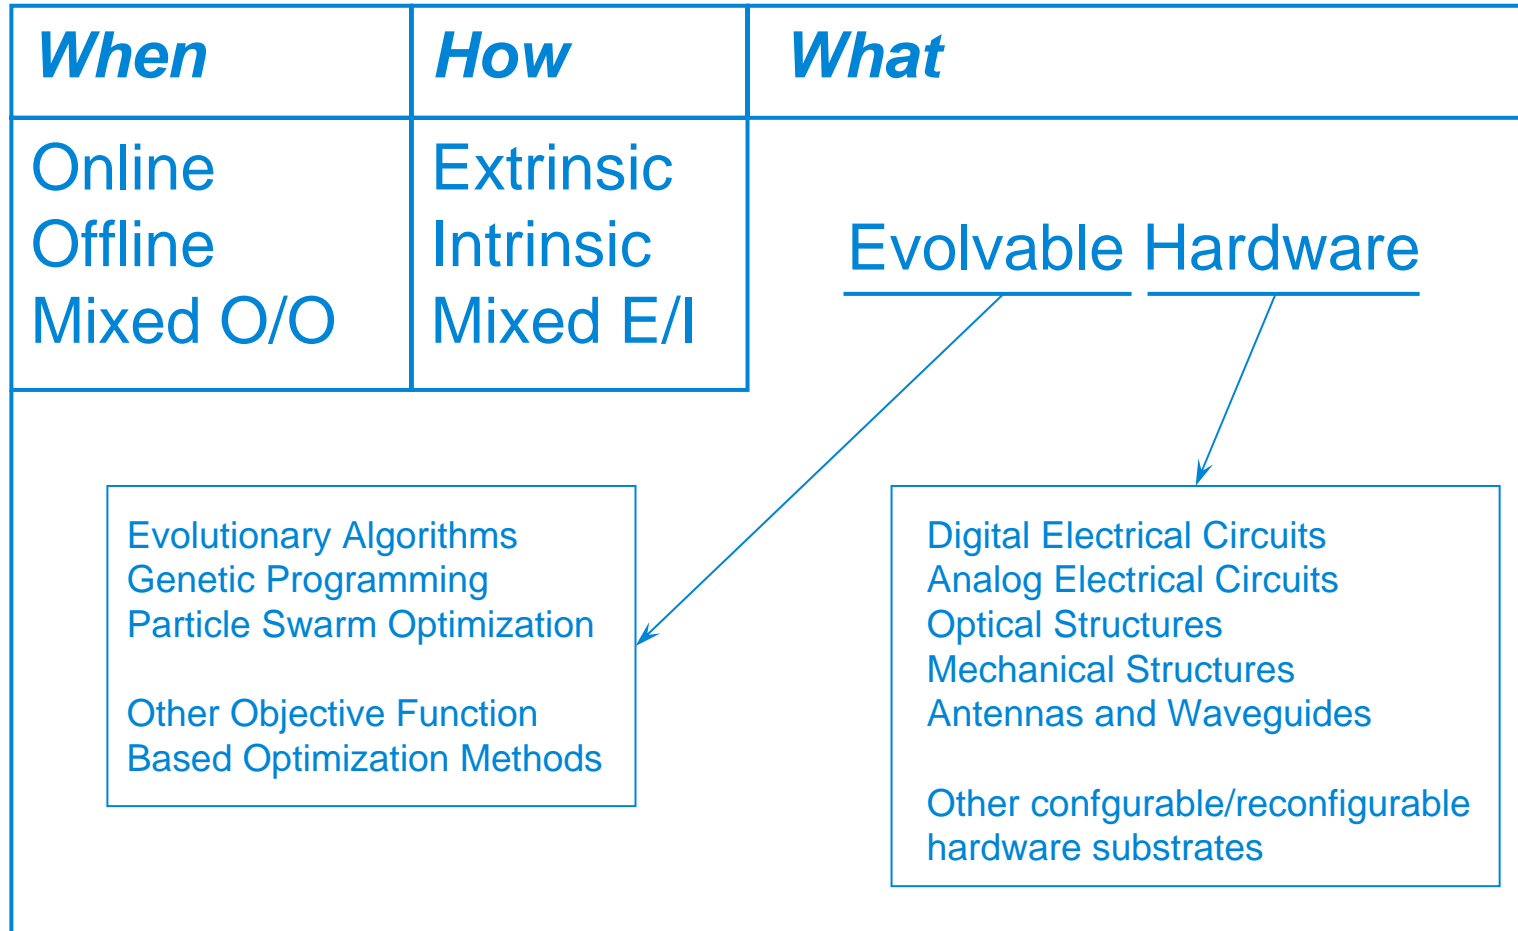 When
How
What
Online
Offline
Mixed O/O
Extrinsic
Intrinsic
Mixed E/I
Evolvable Hardware
Evolutionary Algorithms
Genetic Programming
Particle Swarm Optimization
Other Objective Function
Based Optimization Methods
Digital Electrical Circuits
Analog Electrical Circuits
Optical Structures
Mechanical Structures
Antennas and Waveguides
Other confgurable/reconfigurable
hardware substrates